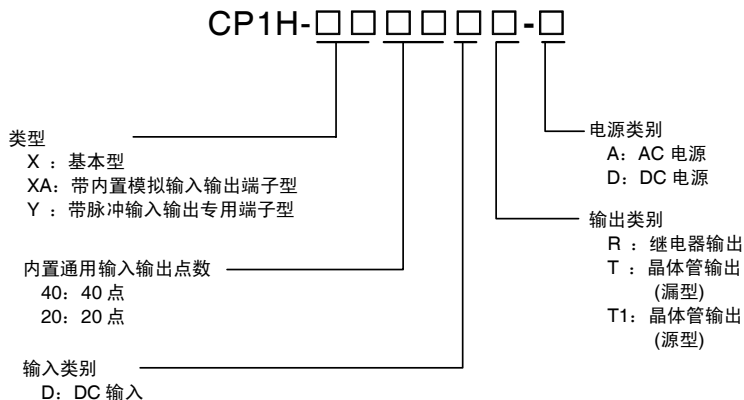 CP1H-□□□□□□-□
类型
X ：基本型
XA：带内置模拟输入输出端子型
Y ：带脉冲输入输出专用端子型
内置通用输入输出点数
40：40 点
20：20 点
输入类别
D：DC 输入
电源类别
A：AC 电源
D：DC 电源
输出类别
R ：继电器输出
T ：晶体管输出
(漏型)
T1：晶体管输出
(源型)